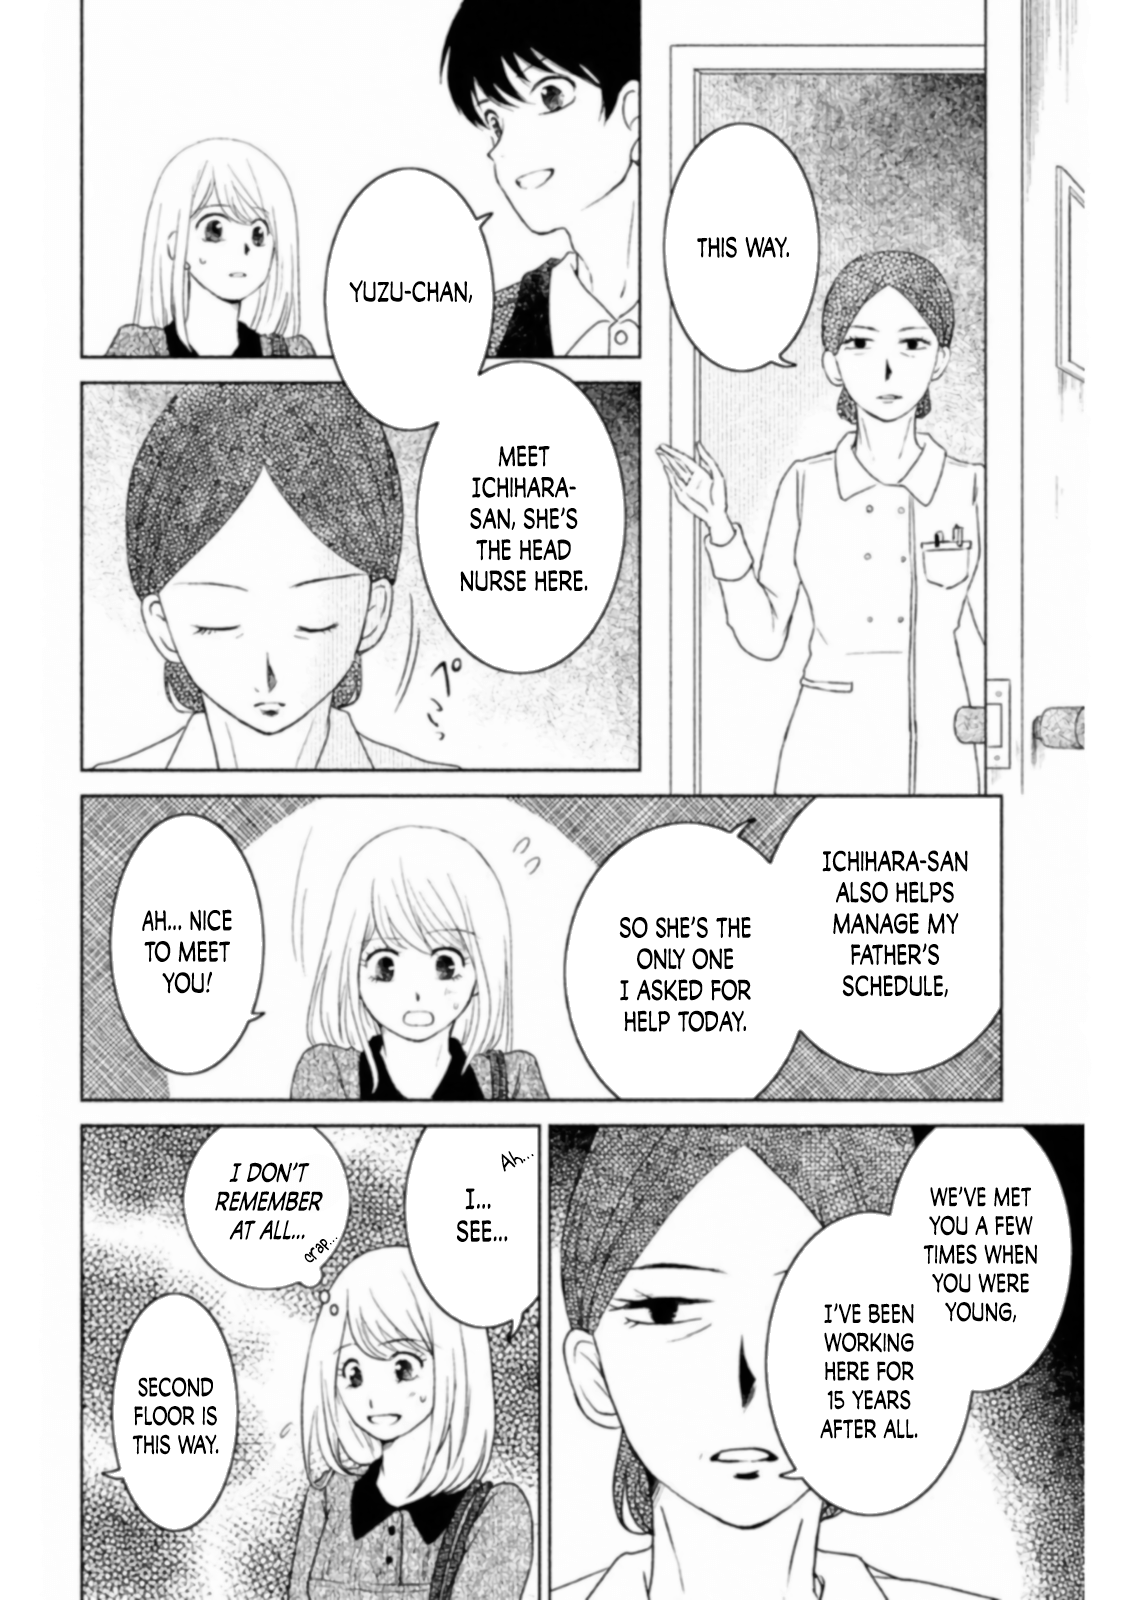 THIS WAY.
YUZU-CHAN,
MEET
ICHIHARA-
SAN, SHE'S
THE HEAD
NURSE HERE.
ペこ
ICHIHARA-SAN
ALSO HELPS
MANAGE MY
FATHER'S
SCHEDULE,
SO SHE'S THE
ONLY ONE
I ASKED FOR
HELP TODAY.
AH... NICE
TO MEET
YOU!
WE'VE MET
YOU A FEW
TIMES WHEN
YOU WERE
YOUNG,
I'VE BEEN
WORKING
HERE FOR
15 YEARS
AFTER ALL.
Ah...
I...
SEE...
I DON'T
REMEMBER
AT ALL...
crap...
SECOND
FLOOR IS
THIS WAY.